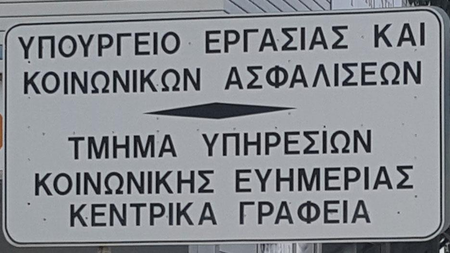 ΥΠΟΥΡΓΕΙΟ ΕΡΓΑΣΙΑΣ ΚΑΙ
ΚΟΙΝΩΝΙΚΩΝ ΑΣΦΑΛΙΣΕΩΝ
ΤΜΗΜΑ ΥΠΗΡΕΣΙΩΝ
ΚΟΙΝΩΝΙΚΗΣ ΕΥΗΜΕΡΙΑΣ
ΚΕΝΤΡΙΚΑ ΓΡΑΦΕΙΑ